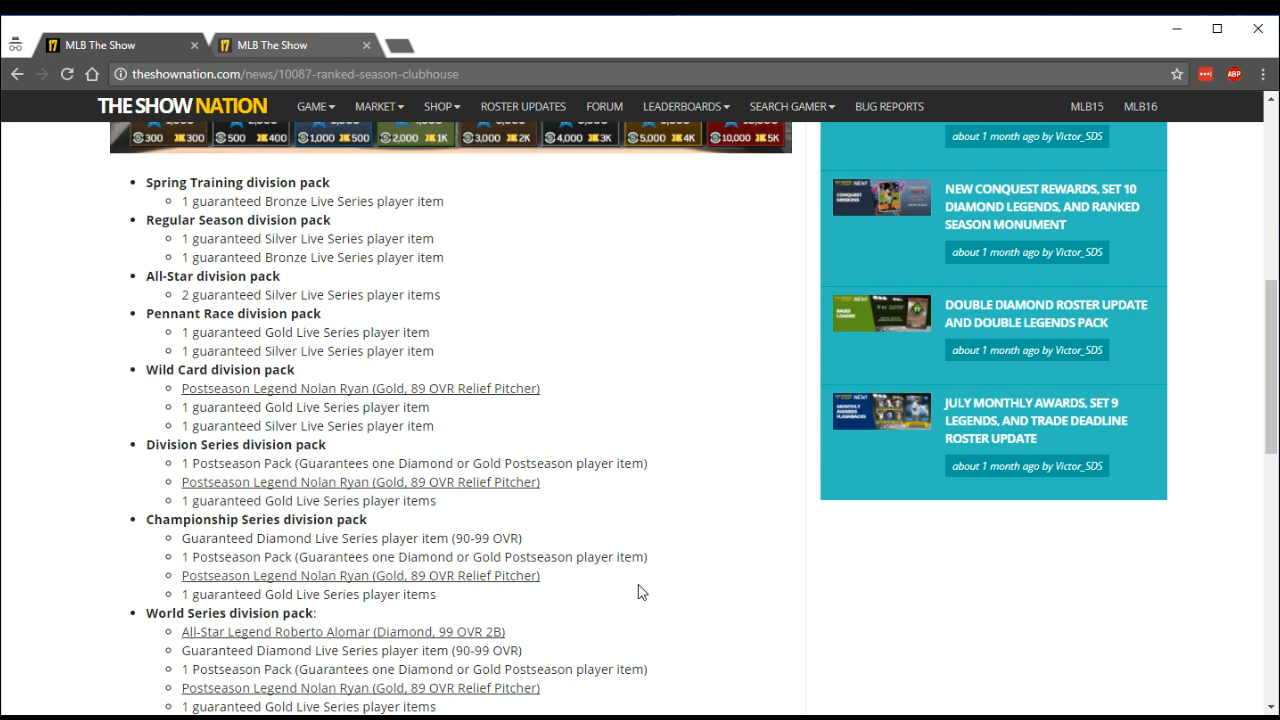 MLB The Show
MLB The Show
theshownation.com/news/10087-ranked-season-clubhouse
ABP
THE SHOW NATION
GAME
MARKET
SHOP
ROSTER UPDATES
FORUM
LEADERBOARDS
SEARCH GAMER
BUG REPORTS
MLB15
MLB16
300 300
500 400
1,000 500
2,000 1K
3,000 2K
4,000 3K
5,000 4K
10,000 5K
Spring Training division pack
1 guaranteed Bronze Live Series player item
Regular Season division pack
1 guaranteed Silver Live Series player item
1 guaranteed Bronze Live Series player item
All-Star division pack
2 guaranteed Silver Live Series player items
Pennant Race division pack
1 guaranteed Gold Live Series player item
1 guaranteed Silver Live Series player item
Wild Card division pack
Postseason Legend Nolan Ryan (Gold, 89 OVR Relief Pitcher)
1 guaranteed Gold Live Series player item
1 guaranteed Silver Live Series player item
Division Series division pack
1 Postseason Pack (Guarantees one Diamond or Gold Postseason player item)
Postseason Legend Nolan Ryan (Gold, 89 OVR Relief Pitcher)
1 guaranteed Gold Live Series player items
Championship Series division pack
Guaranteed Diamond Live Series player item (90-99 OVR)
1 Postseason Pack (Guarantees one Diamond or Gold Postseason player item)
Postseason Legend Nolan Ryan (Gold, 89 OVR Relief Pitcher)
1 guaranteed Gold Live Series player items
World Series division pack:
All-Star Legend Roberto Alomar (Diamond, 99 OVR 2B)
Guaranteed Diamond Live Series player item (90-99 OVR)
1 Postseason Pack (Guarantees one Diamond or Gold Postseason player item)
Postseason Legend Nolan Ryan (Gold, 89 OVR Relief Pitcher)
1 guaranteed Gold Live Series player items
about 1 month ago by Victor_SDS
NEW CONQUEST REWARDS, SET 10
DIAMOND LEGENDS, AND RANKED
SEASON MONUMENT
about 1 month ago by Victor_SDS
DOUBLE DIAMOND ROSTER UPDATE
AND DOUBLE LEGENDS PACK
about 1 month ago by Victor_SDS
JULY MONTHLY AWARDS, SET 9
LEGENDS, AND TRADE DEADLINE
ROSTER UPDATE
about 1 month ago by Victor_SDS